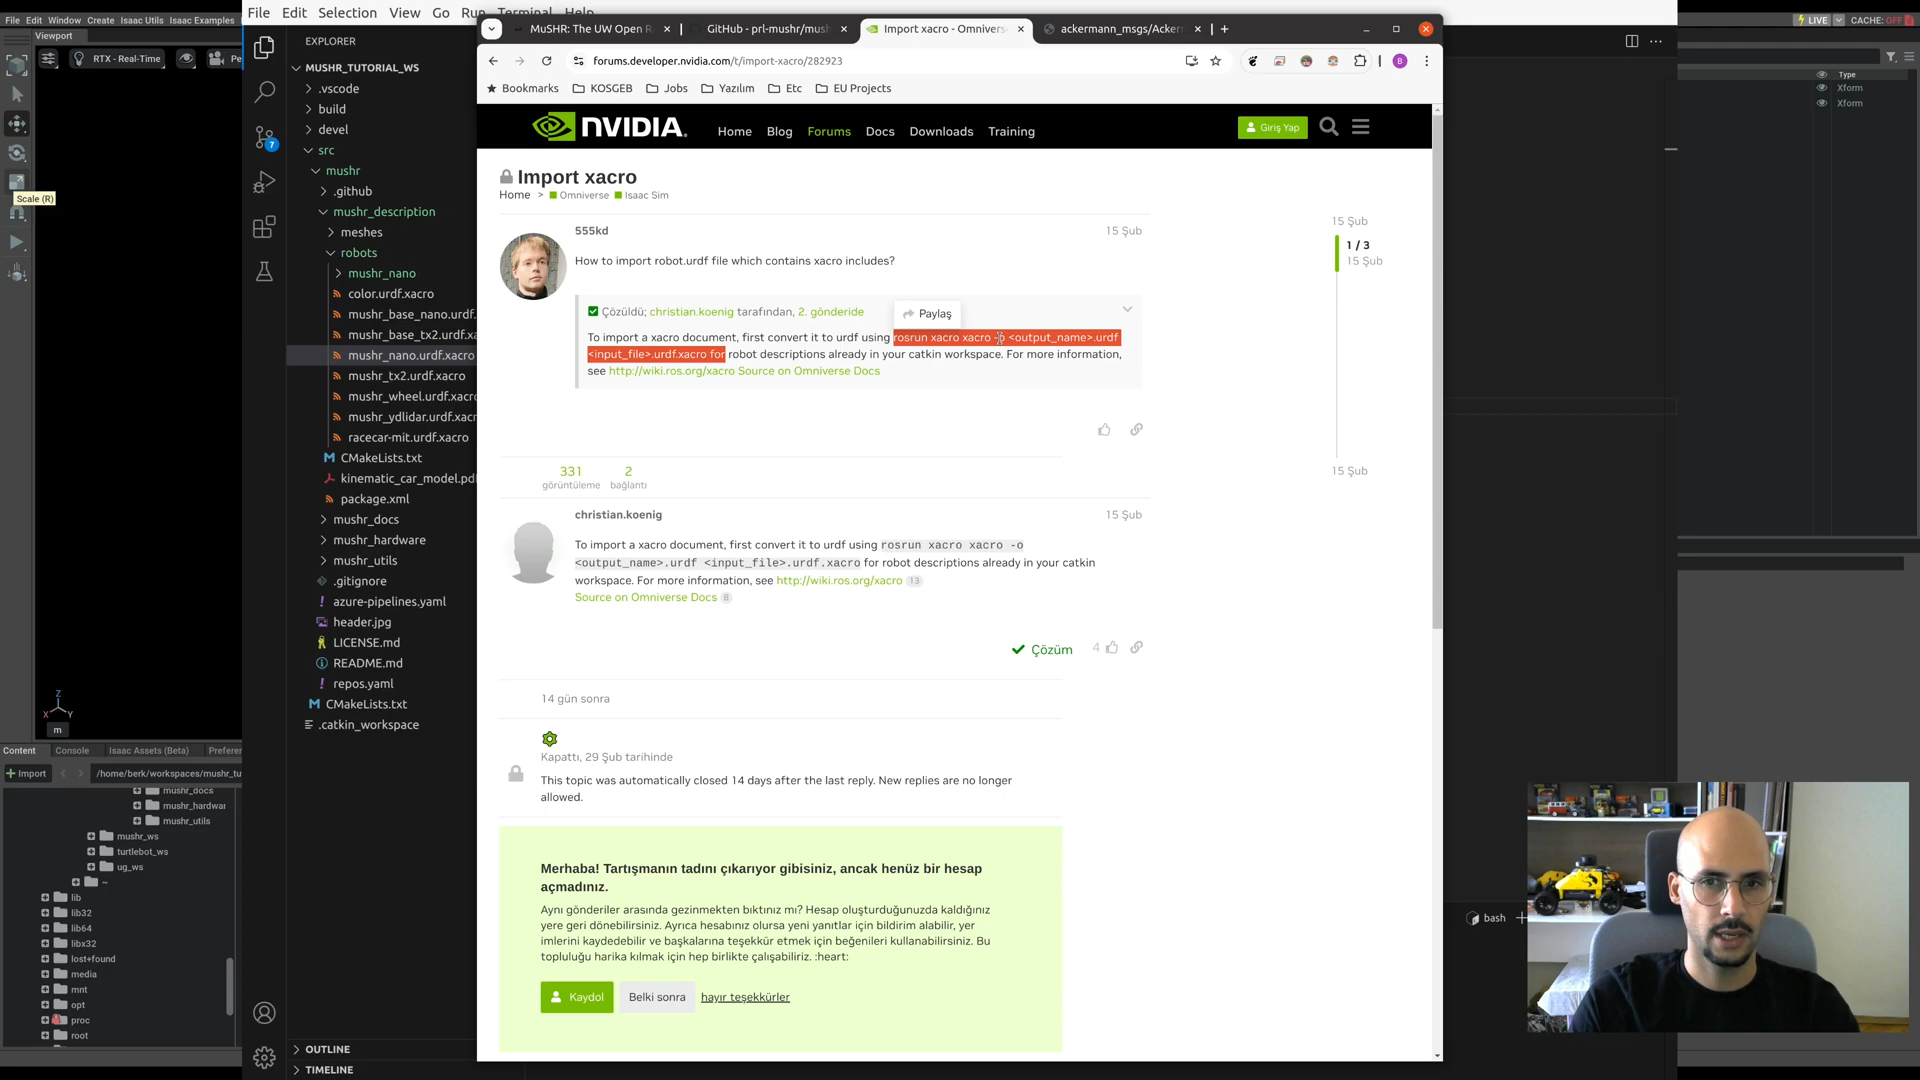 File Edit Window Create Isaac Utils Isaac Examples
Viewport
RTX - Real-Time
Scale (R)
Z
X
Y
m
Content Console Isaac Assets (Beta)
Import
/home/berk/workspaces/mushr_tu
mushr_docs
mushr_hardwar
mushr_utils
mushr_ws
turtlebot_ws
ug_ws
~
lib
lib32
lib64
libx32
lost+found
media
mnt
opt
proc
root
File Edit Selection View Go Run Terminal Help
EXPLORER
MUSHR_TUTORIAL_WS
.vscode
build
devel
src
7
mushr
.github
mushr_description
meshes
robots
mushr_nano
color.urdf.xacro
mushr_base_nano.urdf.
mushr_base_tx2.urdf.xa
mushr_nano.urdf.xacro
mushr_tx2.urdf.xacro
mushr_wheel.urdf.xacro
mushr_ydlidar.urdf.xacr
racecar-mit.urdf.xacro
CMakeLists.txt
kinematic_car_model.pdf
package.xml
mushr_docs
mushr_hardware
mushr_utils
.gitignore
azure-pipelines.yaml
header.jpg
LICENSE.md
README.md
repos.yaml
CMakeLists.txt
.catkin_workspace
OUTLINE
TIMELINE
MuSHR: The UW Open R
GitHub - prl-mushr/mush
Import xacro - Omnivers
ackermann_msgs/Acker
forums.developer.nvidia.com/t/import-xacro/282923
B
Bookmarks KOSGEB Jobs Yazılım Etc EU Projects
NVIDIA. Home Blog Forums Docs Downloads Training Giriş Yap
Import xacro
Home > Omniverse Isaac Sim
555kd 15 Şub
How to import robot.urdf file which contains xacro includes?
Çözüldü; christian.koenig tarafından, 2. gönderide
Paylaş
To import a xacro document, first convert it to urdf using rosrun xacro xacro -o <output_name>.urdf
<input_file>.urdf.xacro for robot descriptions already in your catkin workspace. For more information,
see http://wiki.ros.org/xacro Source on Omniverse Docs
331 2
görüntüleme bağlantı
15 Şub
1 / 3
15 Şub
15 Şub
christian.koenig 15 Şub
To import a xacro document, first convert it to urdf using rosrun xacro xacro -o
<output_name>.urdf <input_file>.urdf.xacro for robot descriptions already in your catkin
workspace. For more information, see http://wiki.ros.org/xacro 13
Source on Omniverse Docs 8
Çözüm 4
14 gün sonra
Kapattı, 29 Şub tarihinde
This topic was automatically closed 14 days after the last reply. New replies are no longer
allowed.
Merhaba! Tartışmanın tadını çıkarıyor gibisiniz, ancak henüz bir hesap
açmadınız.
Aynı gönderiler arasında gezinmekten bıktınız mı? Hesap oluşturduğunuzda kaldığınız
yere geri dönebilirsiniz. Ayrıca hesabınız olursa yeni yanıtlar için bildirim alabilir, yer
imlerini kaydedebilir ve başkalarına teşekkür etmek için beğenileri kullanabilirsiniz. Bu
topluluğu harika kılmak için hep birlikte çalışabiliriz. :heart:
Kaydol Belki sonra hayır teşekkürler
bash
LIVE CACHE: OFF
Type
Xform
Xform